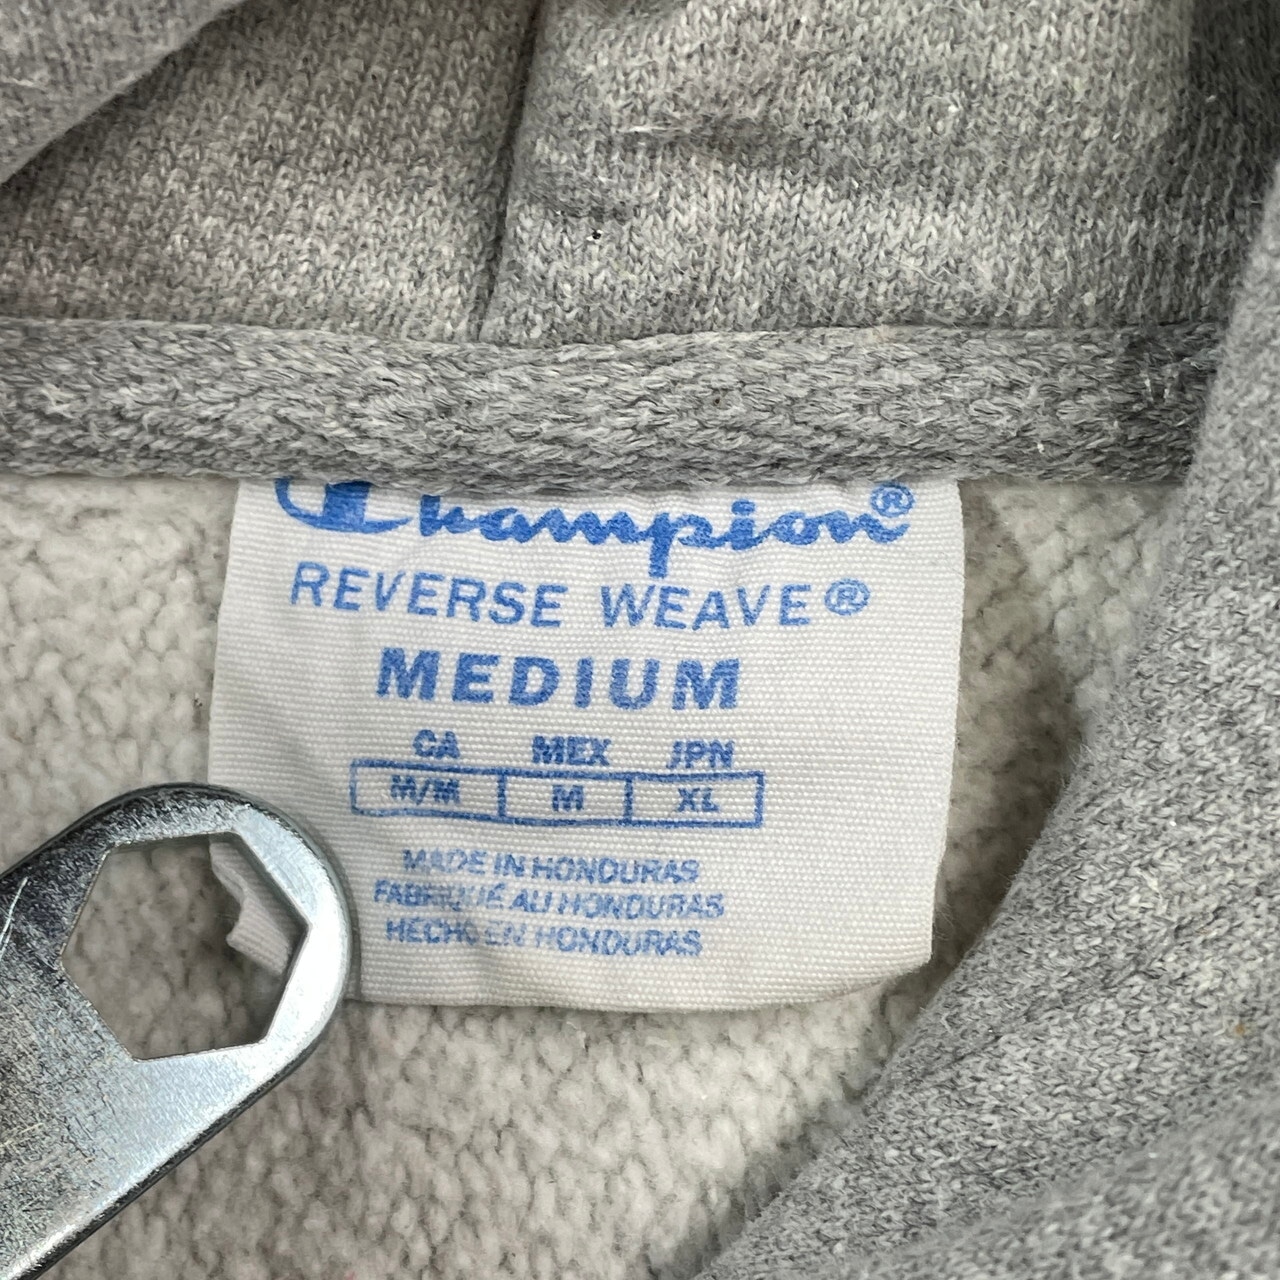 Champion®
REVERSE WEAVE®
MEDIUM
CA MEX JPN
M/M M XL
MADE IN HONDURAS
FABRIQUÉ AU HONDURAS
HECHO EN HONDURAS